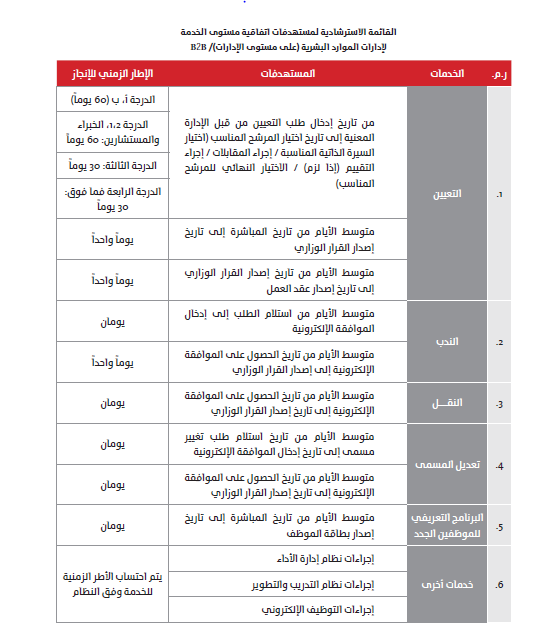 القائمة الاسترشادية لمستهدفات اتفاقية مستوى الخدمة
لإدارات الموارد البشرية (على مستوى الإدارات)/ B2B
ر.م. الخدمات المستهدفات الإطار الزمني للإنجاز
1.
التعيين
من تاريخ إدخال طلب التعيين من قبل الإدارة
المعنية إلى تاريخ اختيار المرشح المناسب (اختيار
السيرة الذاتية المناسبة / إجراء المقابلات / إجراء
التقييم (إذا لزم) / الاختيار النهائي للمرشح
المناسب)
الدرجة أ، ب (60 يوماً)
الدرجة 1،2، الخبراء
والمستشارين: 60 يوماً
الدرجة الثالثة: 30 يوماً
الدرجة الرابعة فما فوق:
30 يوماً
متوسط الأيام من تاريخ المباشرة إلى تاريخ
إصدار القرار الوزاري
يوماً واحداً
متوسط الأيام من تاريخ إصدار القرار الوزاري
إلى تاريخ إصدار عقد العمل
يوماً واحداً
2.
الندب
متوسط الأيام من استلام الطلب إلى إدخال
الموافقة الإلكترونية
يومان
متوسط الأيام من تاريخ الحصول على الموافقة
الإلكترونية إلى إصدار القرار الوزاري
يوماً واحداً
3.
النقـــل
متوسط الأيام من تاريخ الحصول على الموافقة
الإلكترونية إلى تاريخ إصدار القرار الوزاري
يومان
4.
تعديل المسمى
متوسط الأيام من تاريخ استلام طلب تغيير
مسمى إلى تاريخ إدخال الموافقة الإلكترونية
يومان
متوسط الأيام من تاريخ الحصول على الموافقة
الإلكترونية إلى تاريخ إصدار القرار الوزاري
يومان
5.
البرنامج التعريفي
للموظفين الجدد
متوسط الأيام من تاريخ المباشرة إلى تاريخ
إصدار بطاقة الموظف
يومان
6.
خدمات أخرى
إجراءات نظام إدارة الأداء
إجراءات نظام التدريب والتطوير
إجراءات التوظيف الإلكتروني
يتم احتساب الأطر الزمنية
للخدمة وفق النظام